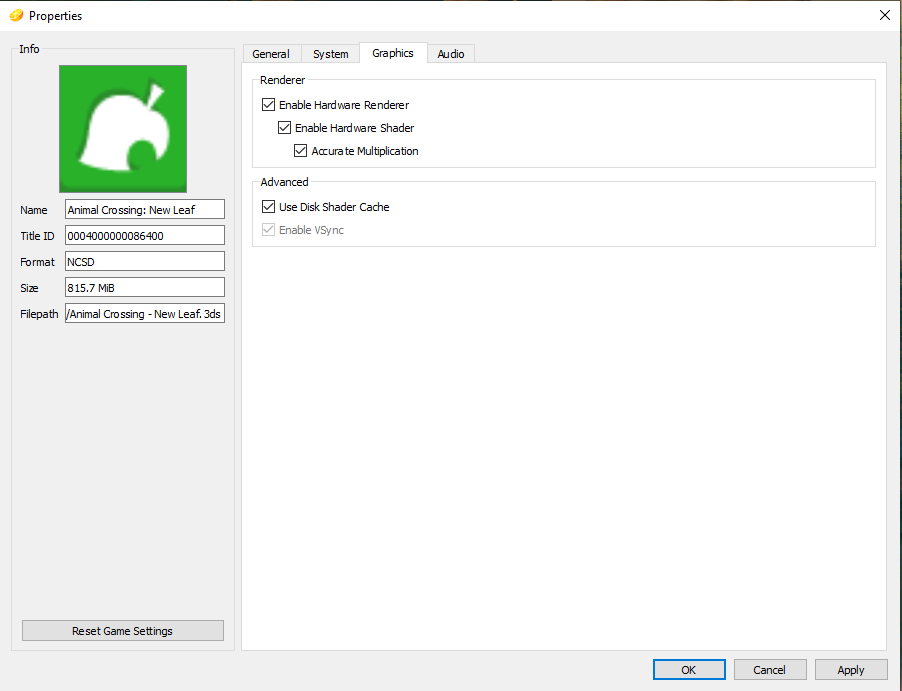 Properties
Info
Name Animal Crossing: New Leaf
Title ID 0004000000086400
Format NCSD
Size 815.7 MiB
Filepath /Animal Crossing - New Leaf.3ds
Reset Game Settings
General System Graphics Audio
Renderer
Enable Hardware Renderer
Enable Hardware Shader
Accurate Multiplication
Advanced
Use Disk Shader Cache
Enable VSync
OK Cancel Apply